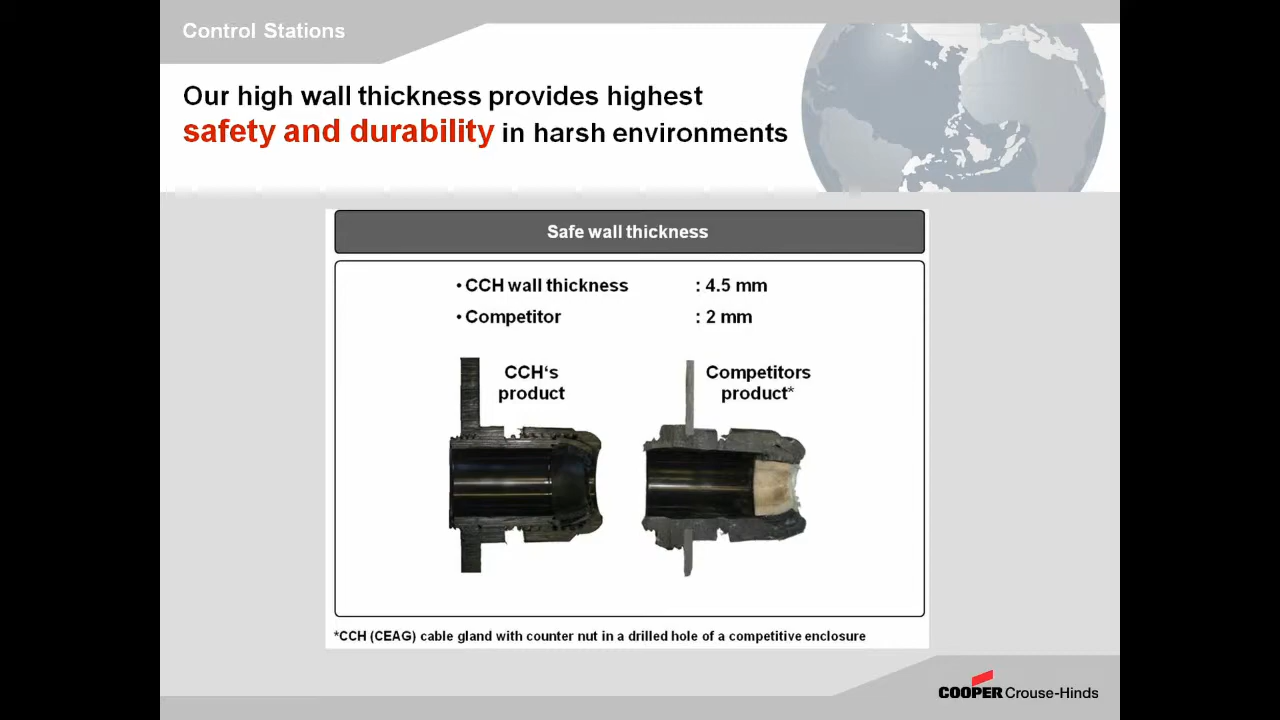 Control Stations
Our high wall thickness provides highest
safety and durability in harsh environments
Safe wall thickness
• CCH wall thickness : 4.5 mm
• Competitor : 2 mm
CCH‘s
product
Competitors
product*
*CCH (CEAG) cable gland with counter nut in a drilled hole of a competitive enclosure
COOPER Crouse-Hinds